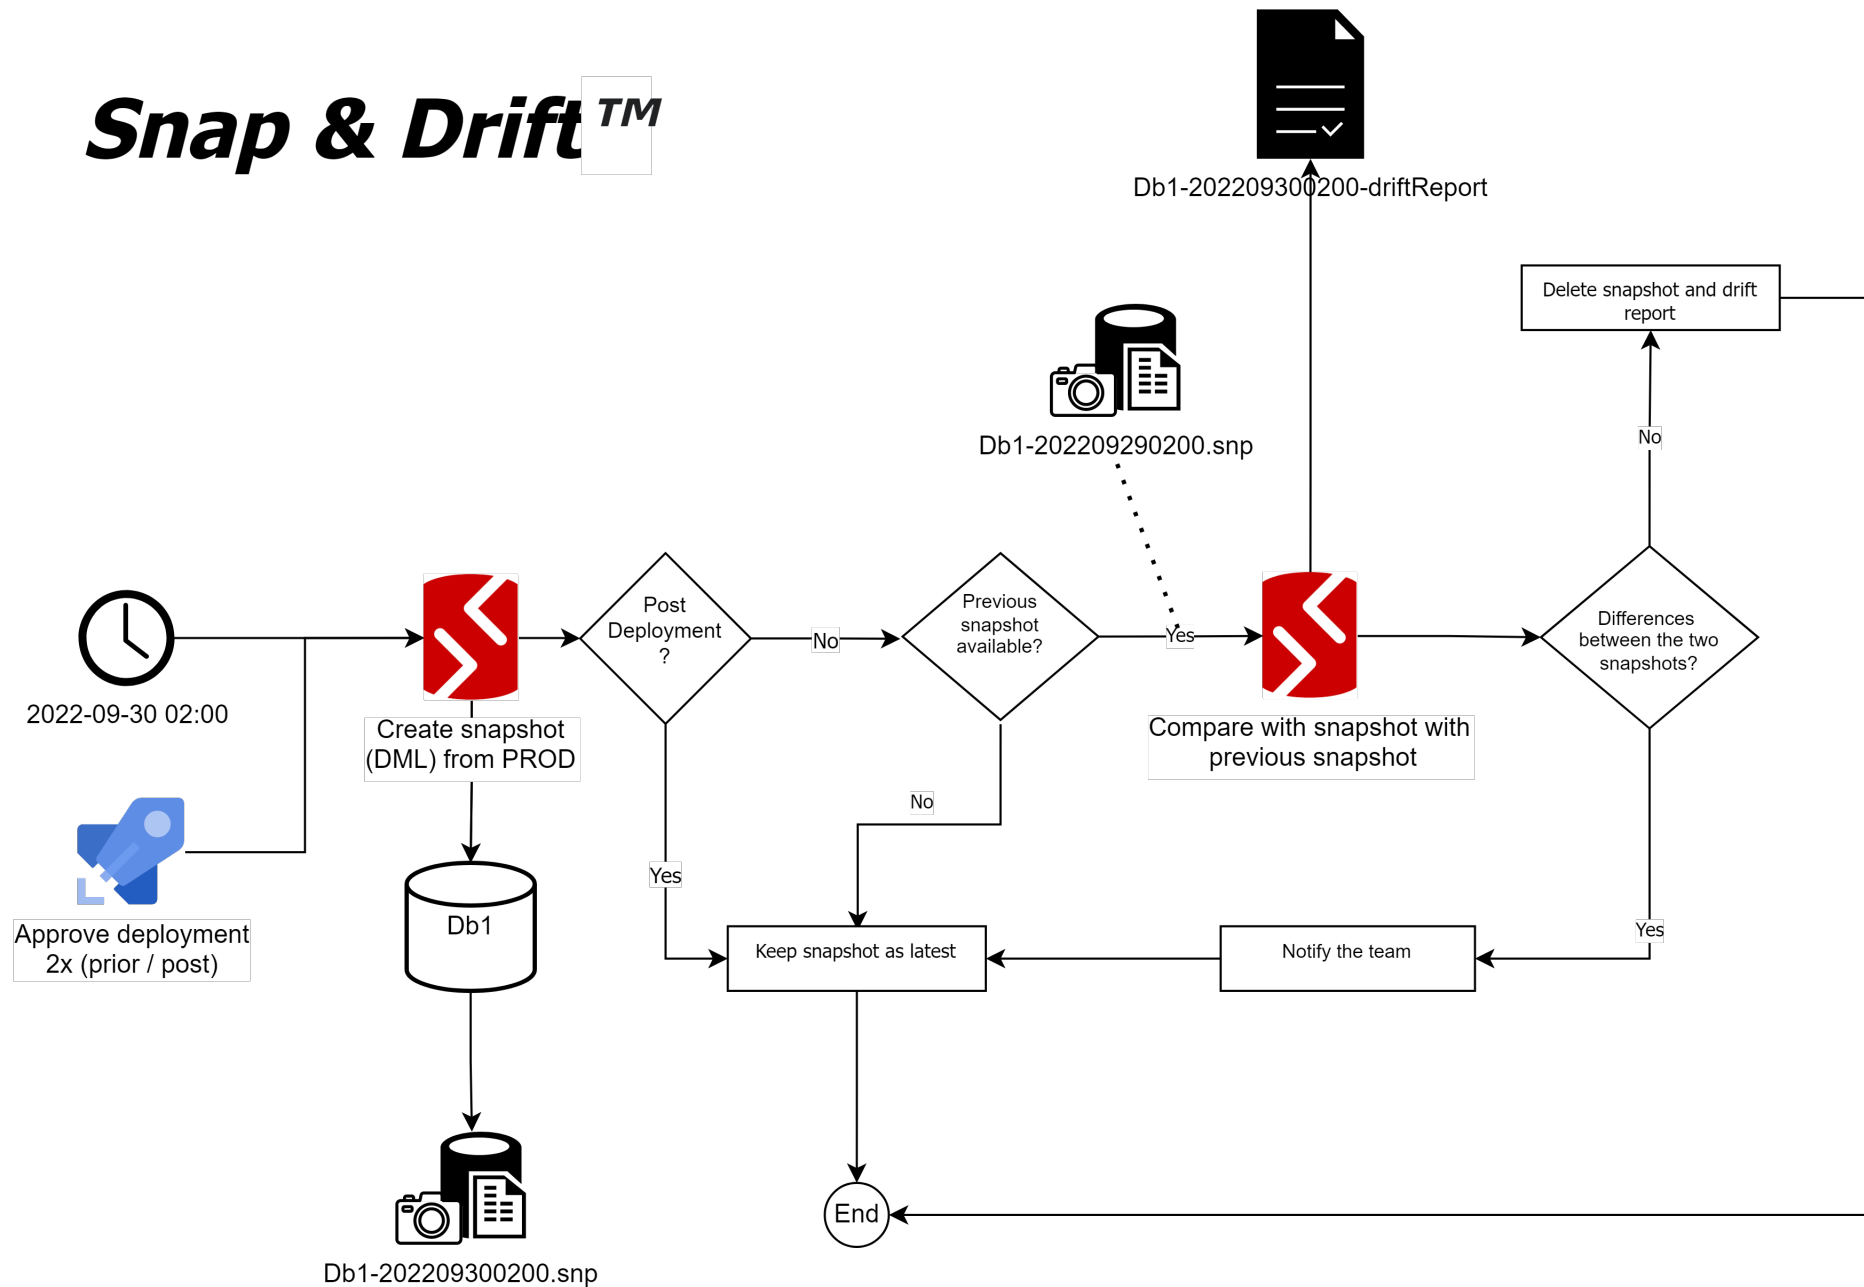 Snap & Drift™
Db1-202209300200-driftReport
Delete snapshot and drift
report
Db1-202209290200.snp
No
Post
Deployment
?
No
Previous
snapshot
available?
Yes
Differences
between the two
snapshots?
2022-09-30 02:00
Create snapshot
(DML) from PROD
Compare with snapshot with
previous snapshot
No
Yes
Yes
Approve deployment
2x (prior / post)
Db1
Keep snapshot as latest
Notify the team
End
Db1-202209300200.snp